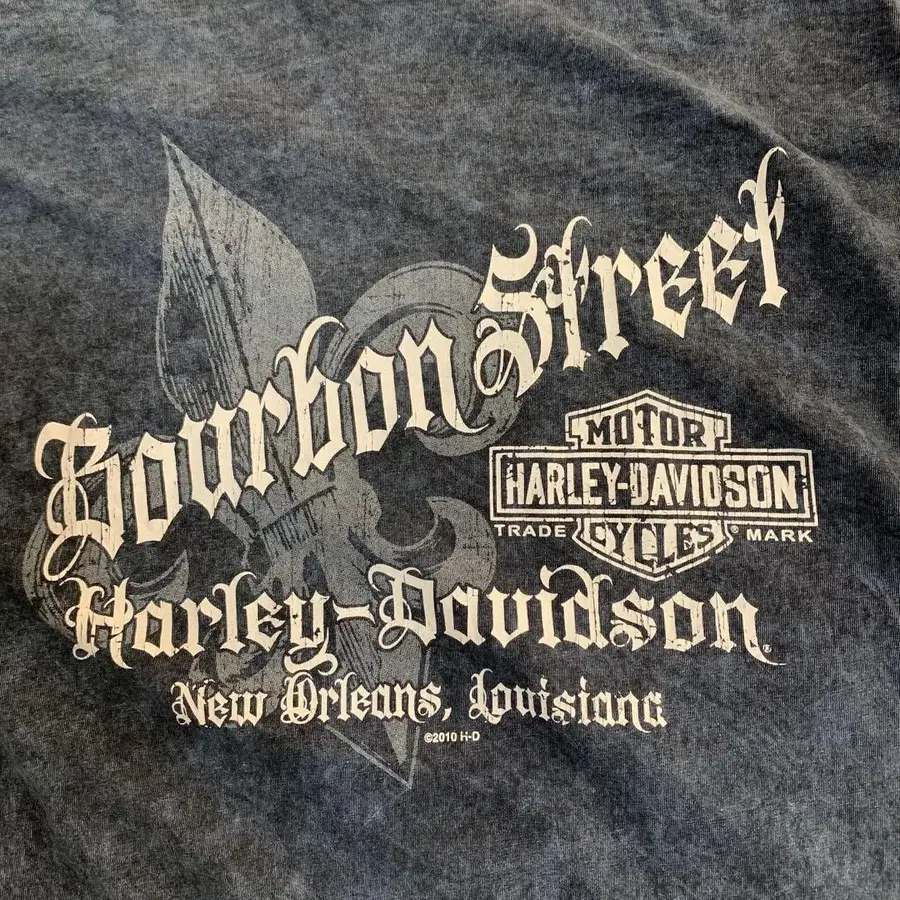 Bourbon Street
MOTOR
HARLEY-DAVIDSON
TRADE CYCLES® MARK
Harley-Davidson®
New Orleans, Louisiana
©2010 H-D